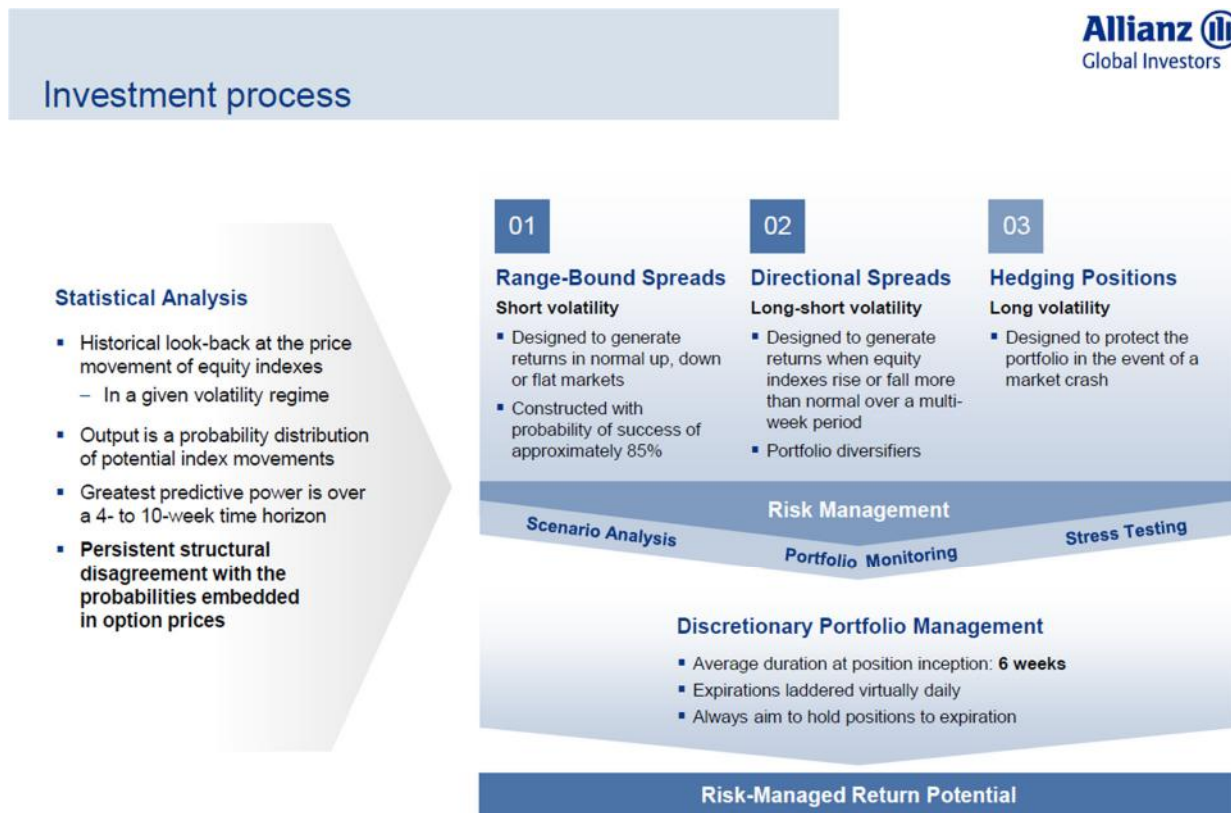 Allianz
Global Investors
Investment process
Statistical Analysis
▪ Historical look-back at the price
movement of equity indexes
– In a given volatility regime
▪ Output is a probability distribution
of potential index movements
▪ Greatest predictive power is over
a 4- to 10-week time horizon
▪ Persistent structural
disagreement with the
probabilities embedded
in option prices
01
Range-Bound Spreads
Short volatility
▪ Designed to generate
returns in normal up, down
or flat markets
▪ Constructed with
probability of success of
approximately 85%
02
Directional Spreads
Long-short volatility
▪ Designed to generate
returns when equity
indexes rise or fall more
than normal over a multi-
week period
▪ Portfolio diversifiers
03
Hedging Positions
Long volatility
▪ Designed to protect the
portfolio in the event of a
market crash
Risk Management
Scenario Analysis
Portfolio Monitoring
Stress Testing
Discretionary Portfolio Management
▪ Average duration at position inception: 6 weeks
▪ Expirations laddered virtually daily
▪ Always aim to hold positions to expiration
Risk-Managed Return Potential